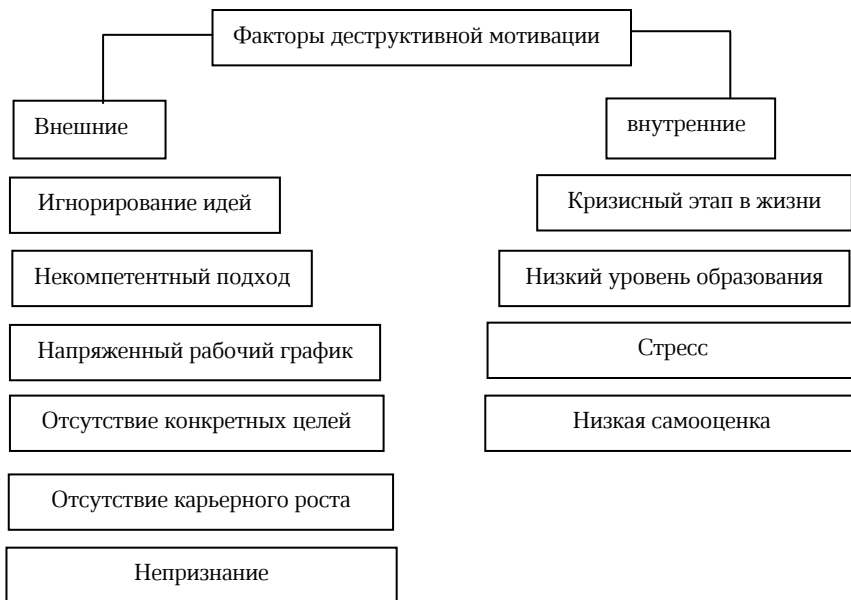 Факторы деструктивной мотивации
Внешние
Игнорирование идей
Некомпетентный подход
Напряженный рабочий график
Отсутствие конкретных целей
Отсутствие карьерного роста
Непризнание
внутренние
Кризисный этап в жизни
Низкий уровень образования
Стресс
Низкая самооценка